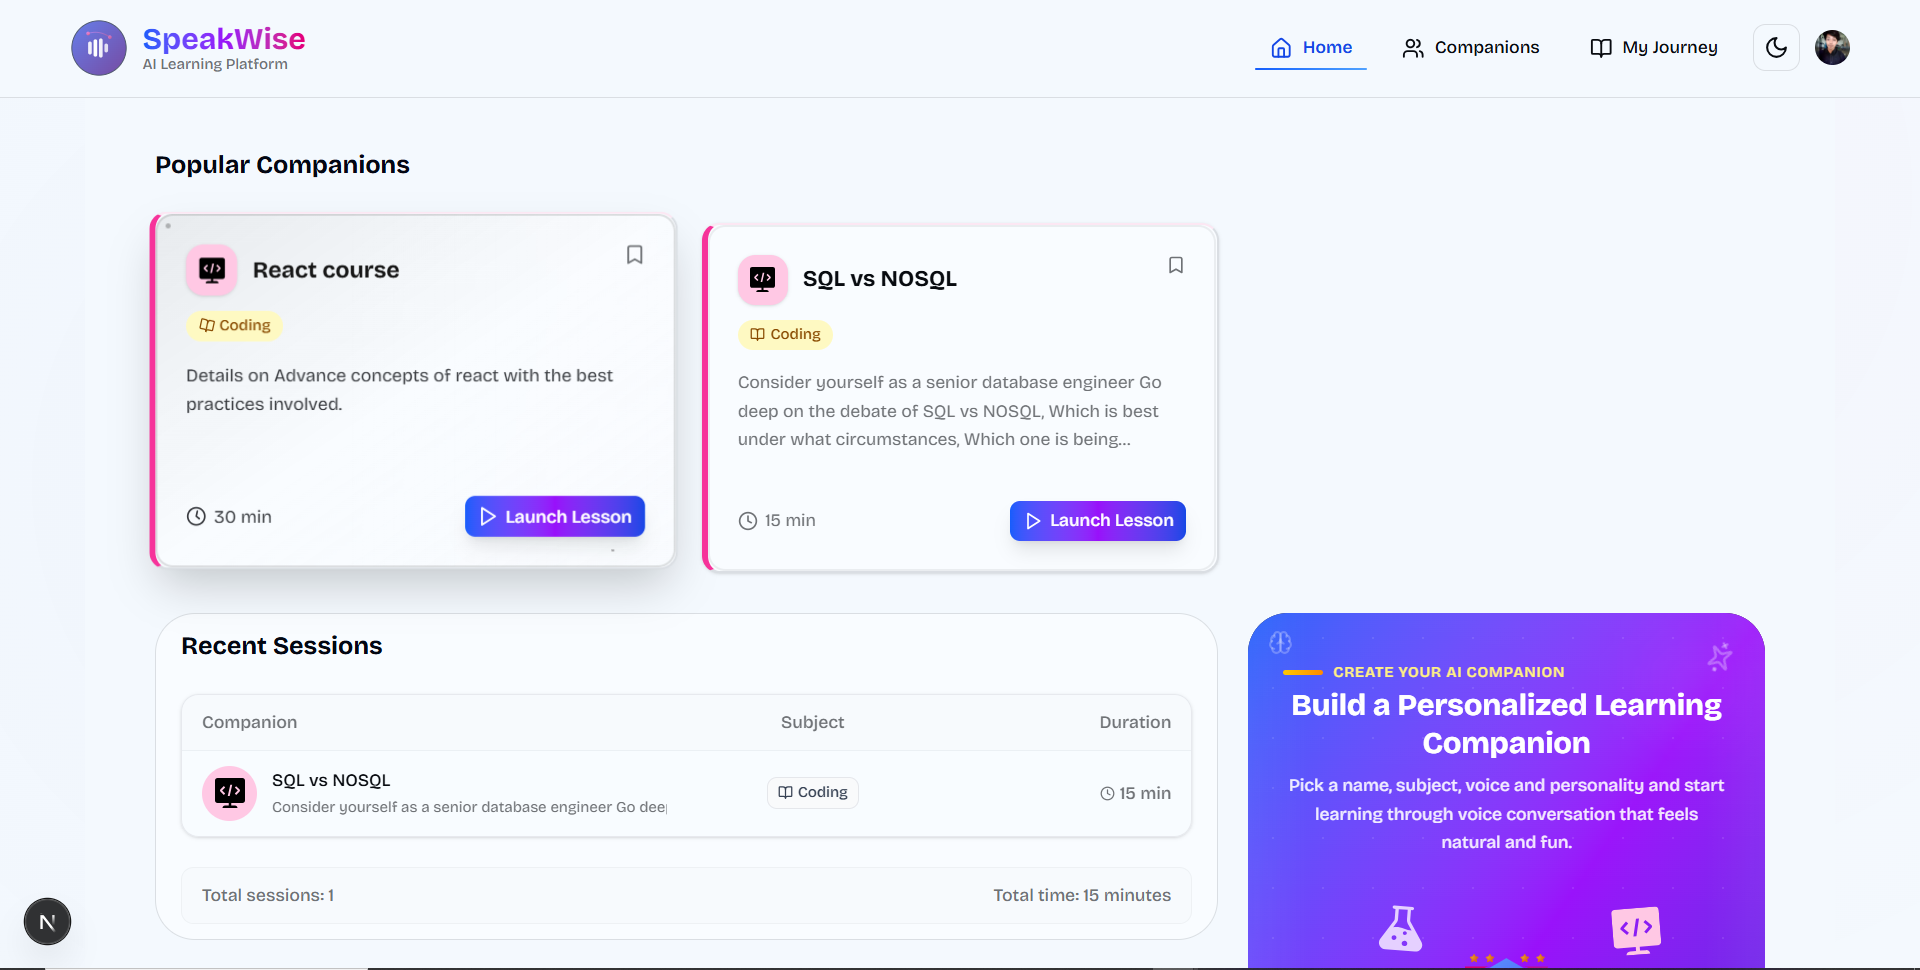 SpeakWise
AI Learning Platform
Home
Companions
My Journey
Popular Companions
React course
Coding
Details on Advance concepts of react with the best
practices involved.
30 min
Launch Lesson
SQL vs NOSQL
Coding
Consider yourself as a senior database engineer Go
deep on the debate of SQL vs NOSQL, Which is best
under what circumstances, Which one is being...
15 min
Launch Lesson
Recent Sessions
Companion
Subject
Duration
SQL vs NOSQL
Consider yourself as a senior database engineer Go deep
Coding
15 min
Total sessions: 1
Total time: 15 minutes
N
CREATE YOUR AI COMPANION
Build a Personalized Learning
Companion
Pick a name, subject, voice and personality and start
learning through voice conversation that feels
natural and fun.